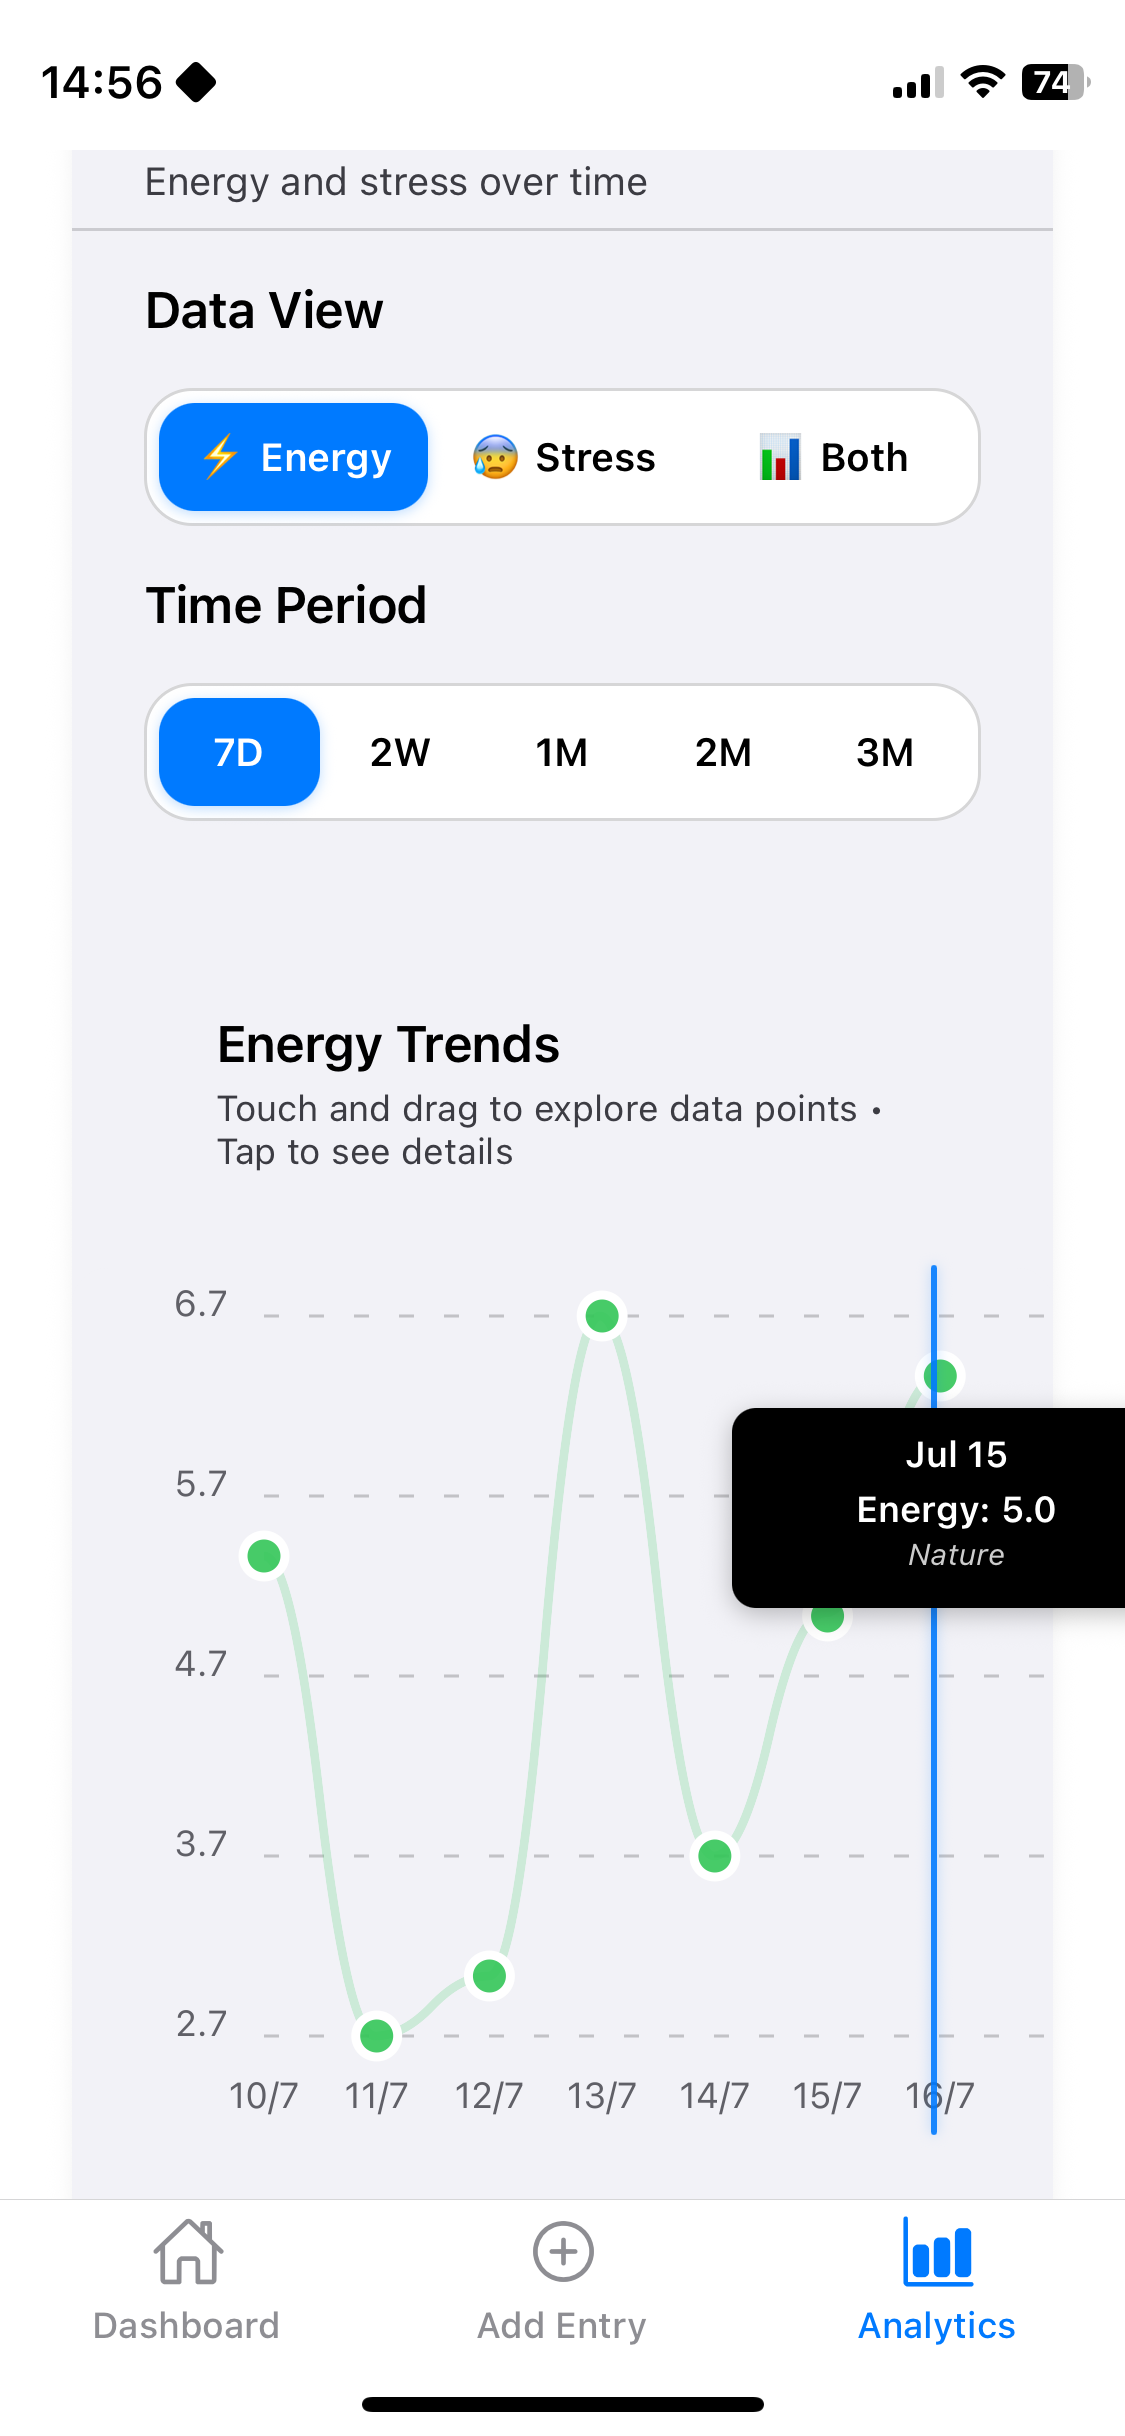 14:56
74
Energy and stress over time
Data View
⚡ Energy
😰 Stress
📊 Both
Time Period
7D
2W
1M
2M
3M
Energy Trends
Touch and drag to explore data points •
Tap to see details
6.7
5.7
Jul 15
Energy: 5.0
Nature
4.7
3.7
2.7
10/7
11/7
12/7
13/7
14/7
15/7
16/7
Dashboard
Add Entry
Analytics